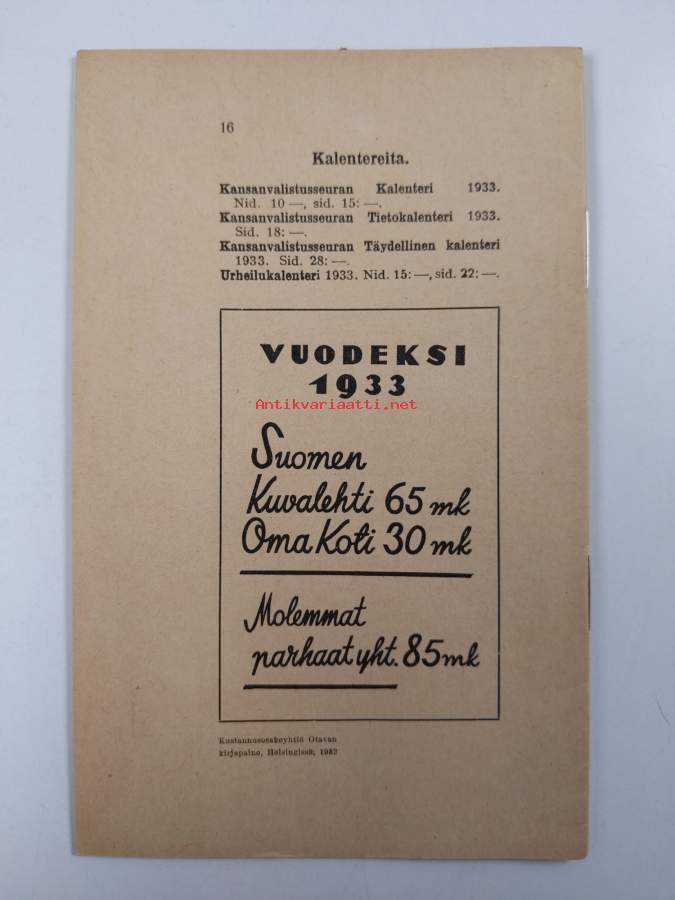 16
Kalentereita.
Kansanvalistusseuran Kalenteri 1933.
Nid. 10 —, sid. 15: —.
Kansanvalistusseuran Tietokalenteri 1933.
Sid. 18: —.
Kansanvalistusseuran Täydellinen kalenteri
1933. Sid. 28: —.
Urheilukalenteri 1933. Nid. 15: —, sid. 22: —.
VUODEKSI
1933
Antikvariaatti.net
Suomen
Kuvalehti 65 mk
Oma Koti 30 mk
Molemmat
parhaat yht. 85 mk
Kustannusosakeyhtiö Otavan
kirjapaino, Helsingissä, 1932